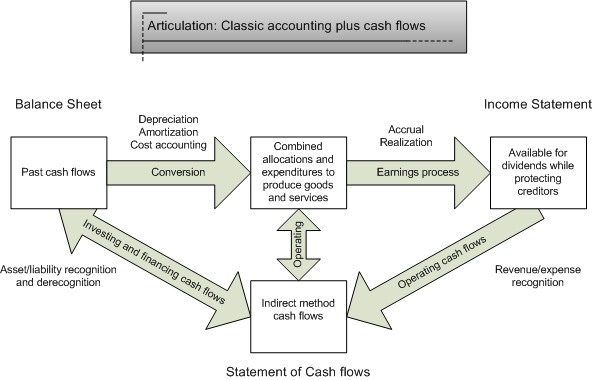 Articulation: Classic accounting plus cash flows
Balance Sheet
Income Statement
Depreciation
Amortization
Cost accounting
Accrual
Realization
Past cash flows
Conversion
Combined
allocations and
expenditures to
produce goods
and services
Earnings process
Available for
dividends while
protecting
creditors
Investing and financing cash flows
Operating
Operating cash flows
Asset/liability recognition
and derecognition
Revenue/expense
recognition
Indirect method
cash flows
Statement of Cash flows